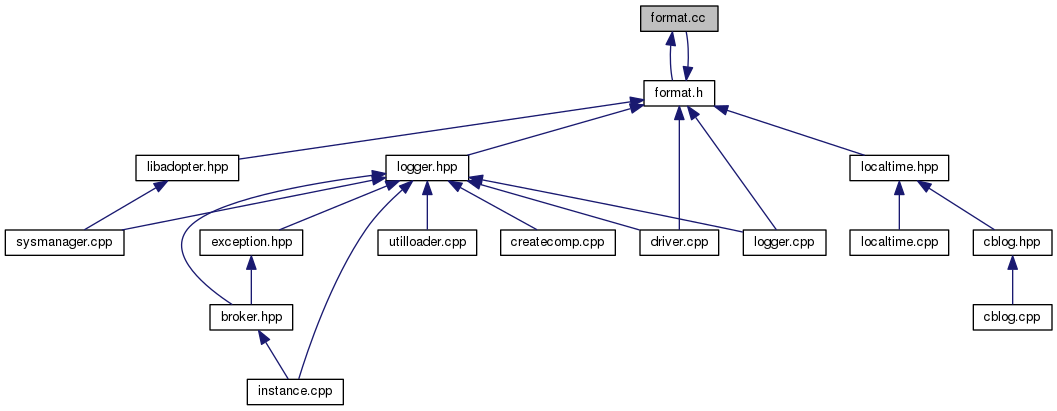 format.cc
format.h
libadopter.hpp
logger.hpp
localtime.hpp
sysmanager.cpp
exception.hpp
utilloader.cpp
createcomp.cpp
driver.cpp
logger.cpp
localtime.cpp
cblog.hpp
broker.hpp
cblog.cpp
instance.cpp